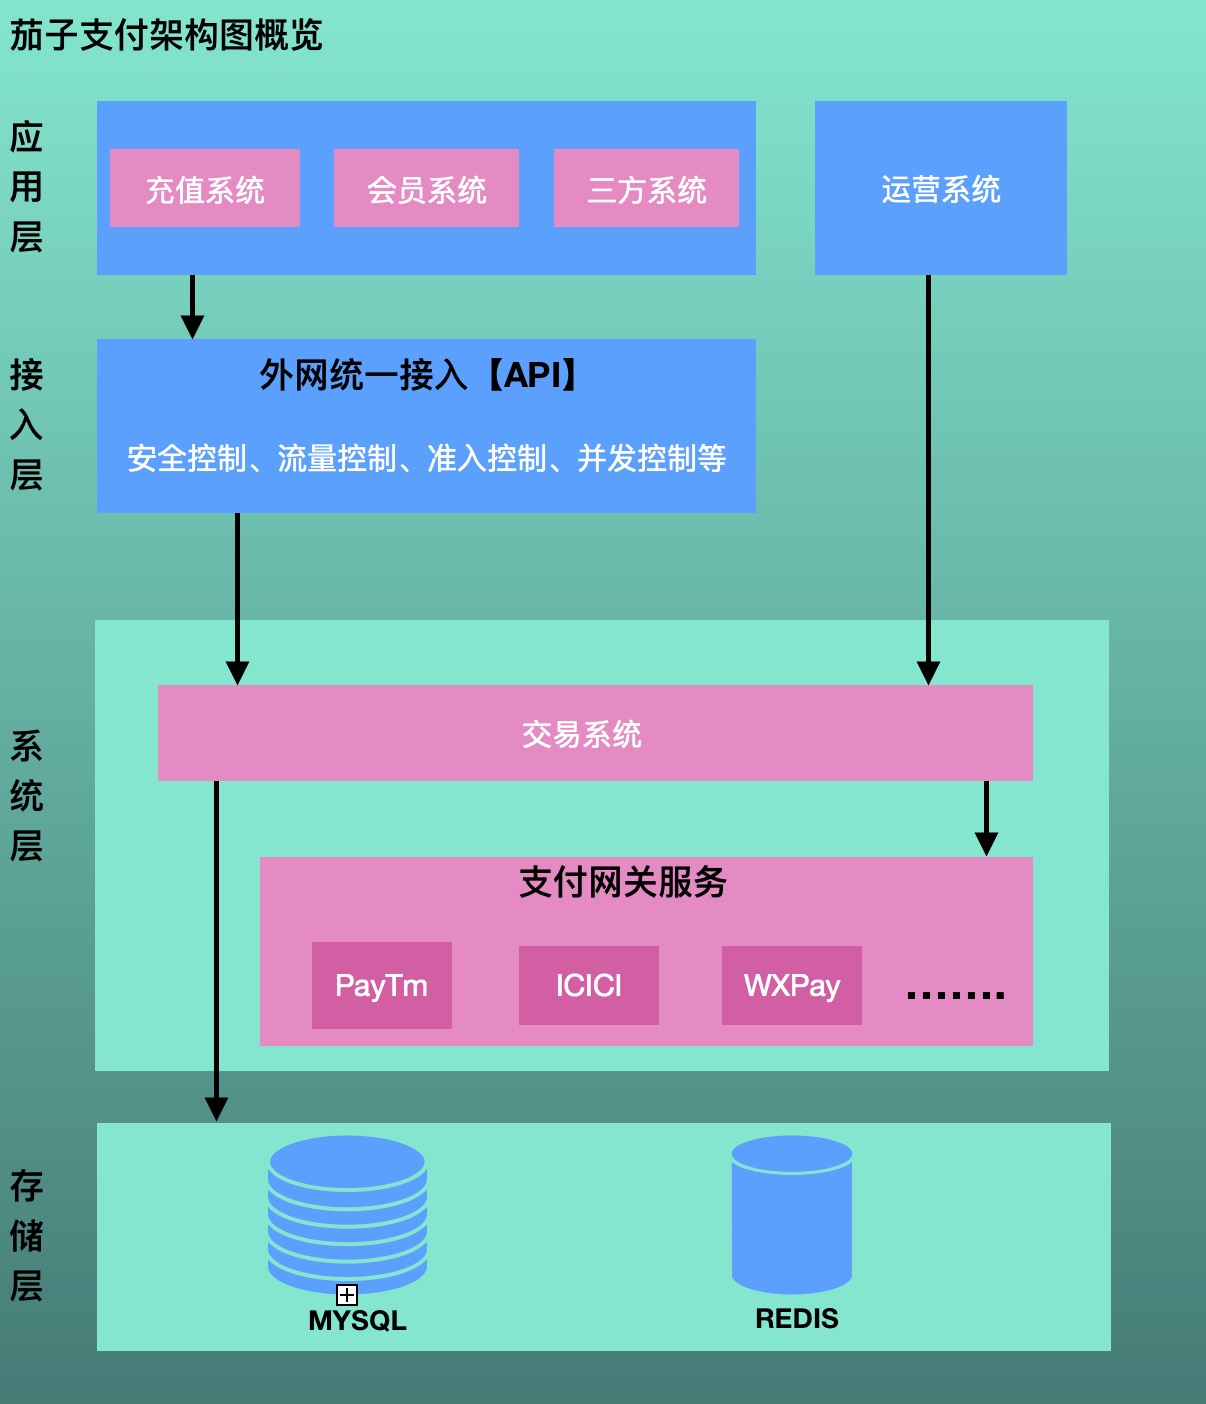 茄子支付架构图概览
应用层
充值系统
会员系统
三方系统
运营系统
接入层
外网统一接入【API】
安全控制、流量控制、准入控制、并发控制等
系统层
交易系统
支付网关服务
PayTm
ICICI
WXPay
.......
存储层
MYSQL
REDIS